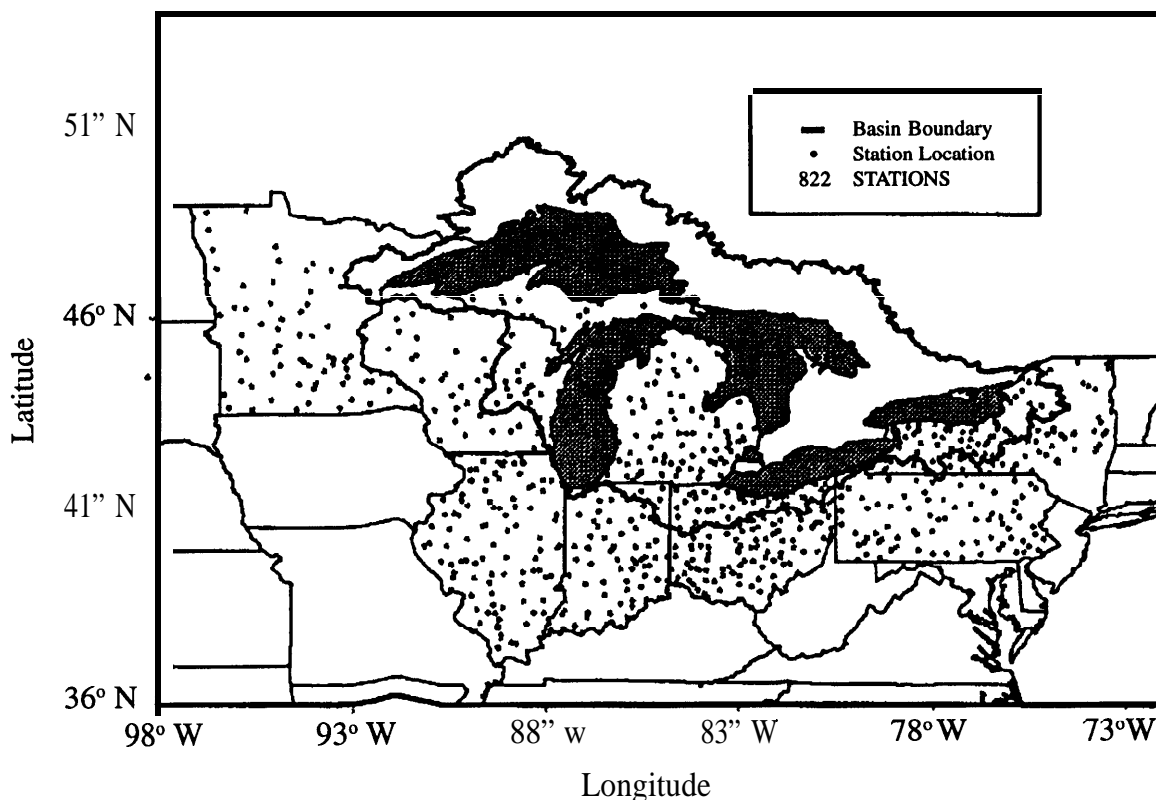 51” N
46° N
41” N
36° N
Latitude
Basin Boundary
Station Location
822 STATIONS
98° W 93° W 88” W 83” W 78° W 73° W
Longitude